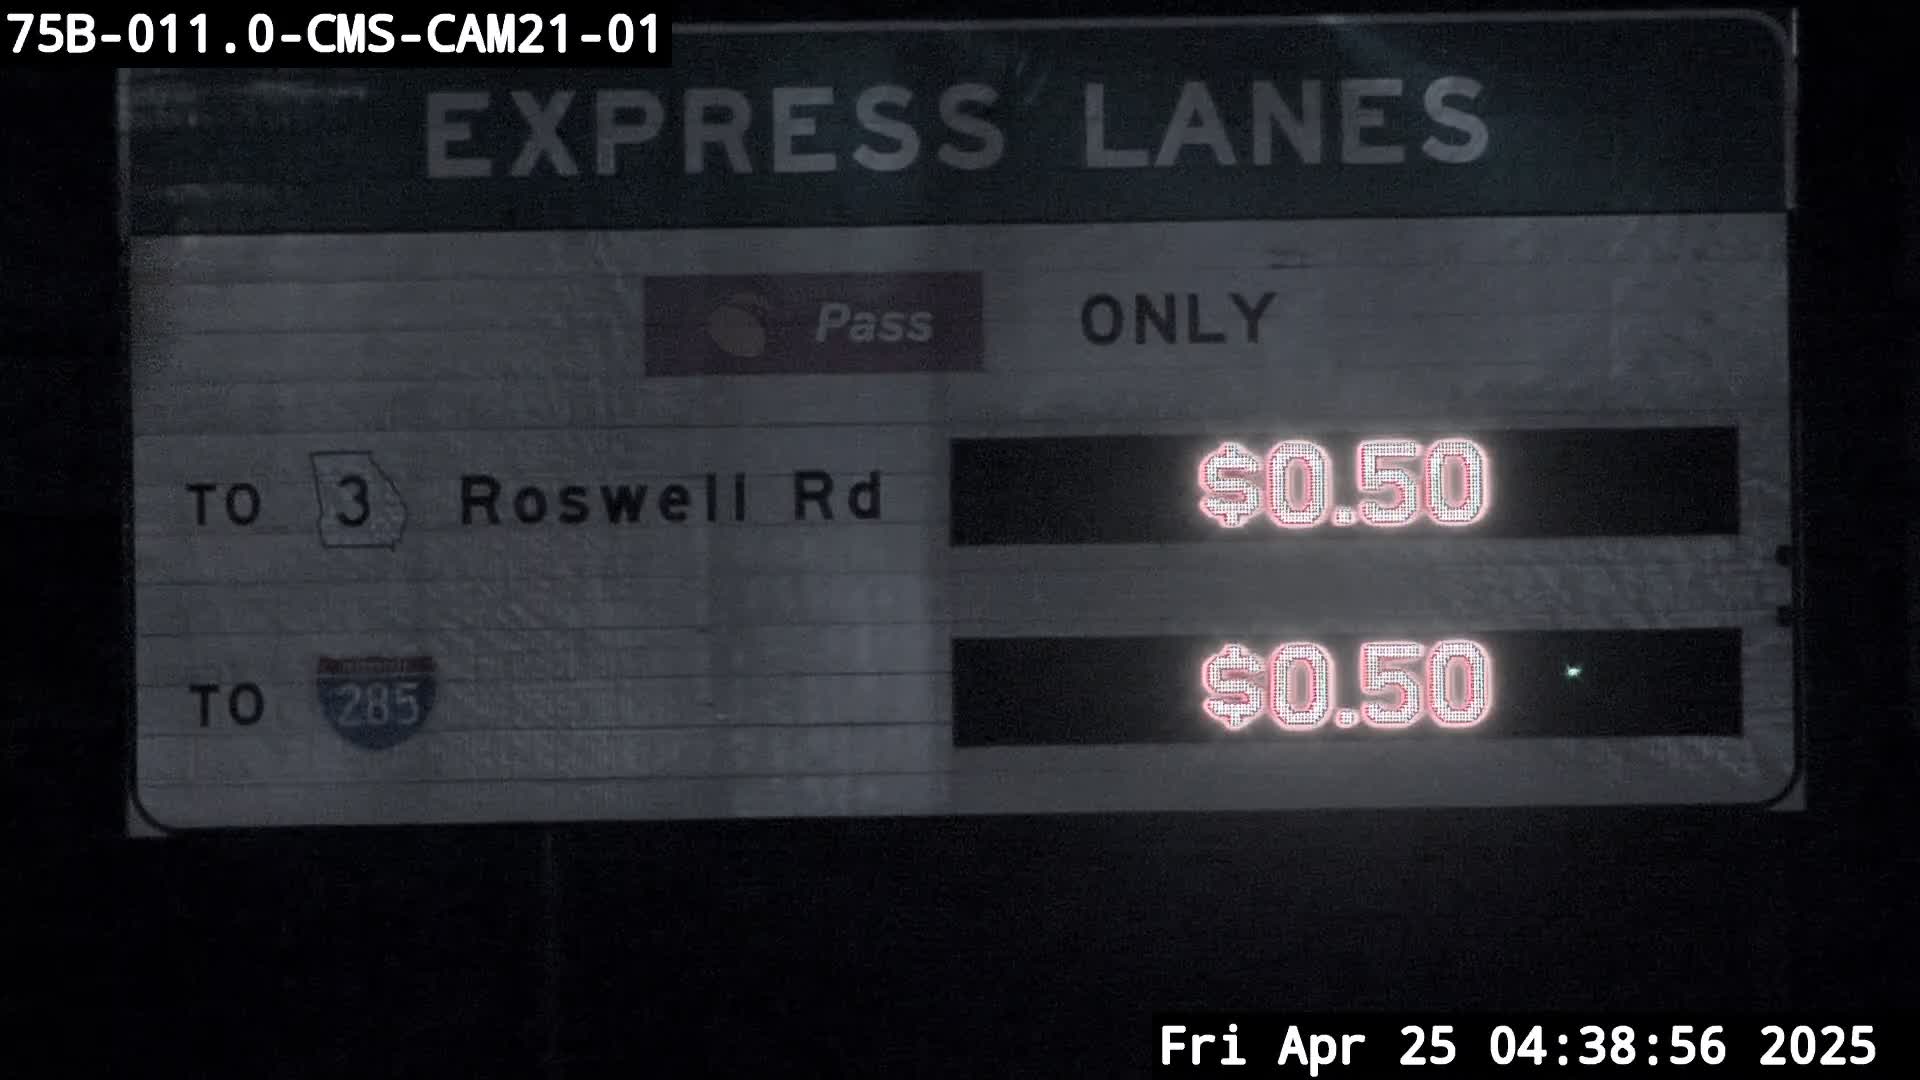 75B-011.0-CMS-CAM21-01
EXPRESS LANES
Pass ONLY
TO 3 Roswell Rd $0.50
TO 285 $0.50
Fri Apr 25 04:38:56 2025